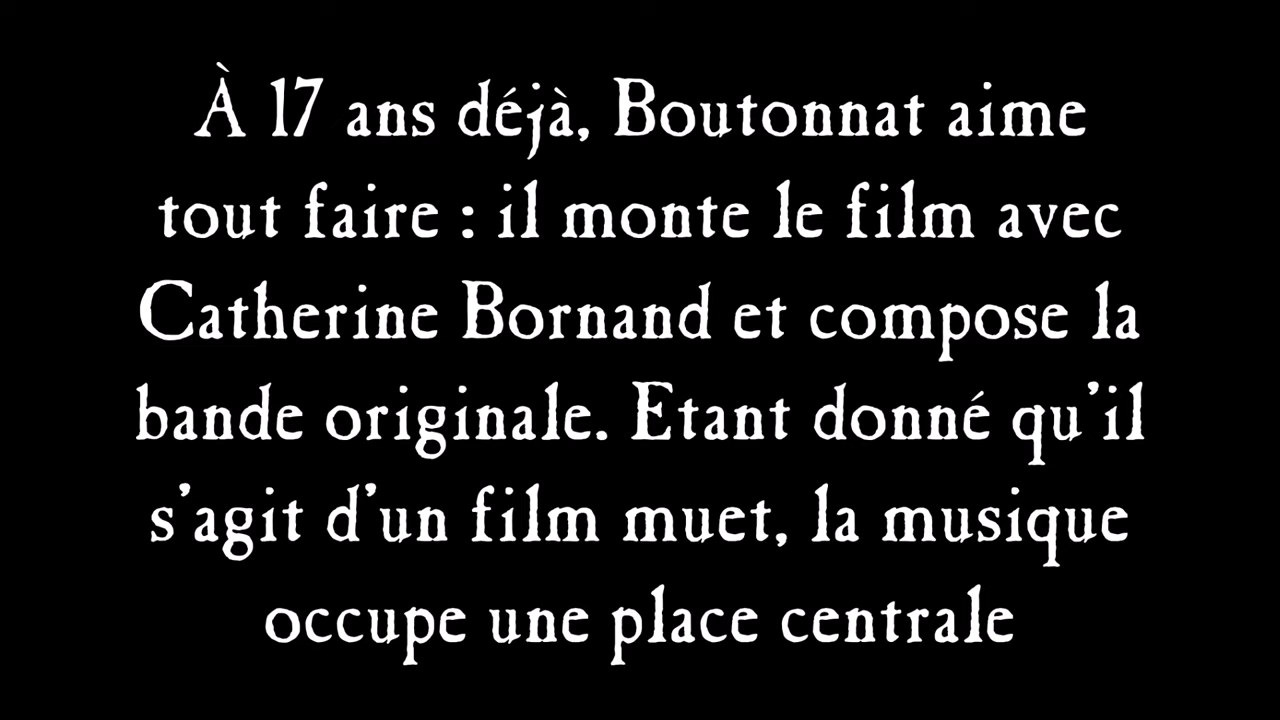 À 17 ans déjà, Boutonnat aime
tout faire : il monte le film avec
Catherine Bornand et compose la
bande originale. Etant donné qu'il
s'agit d'un film muet, la musique
occupe une place centrale